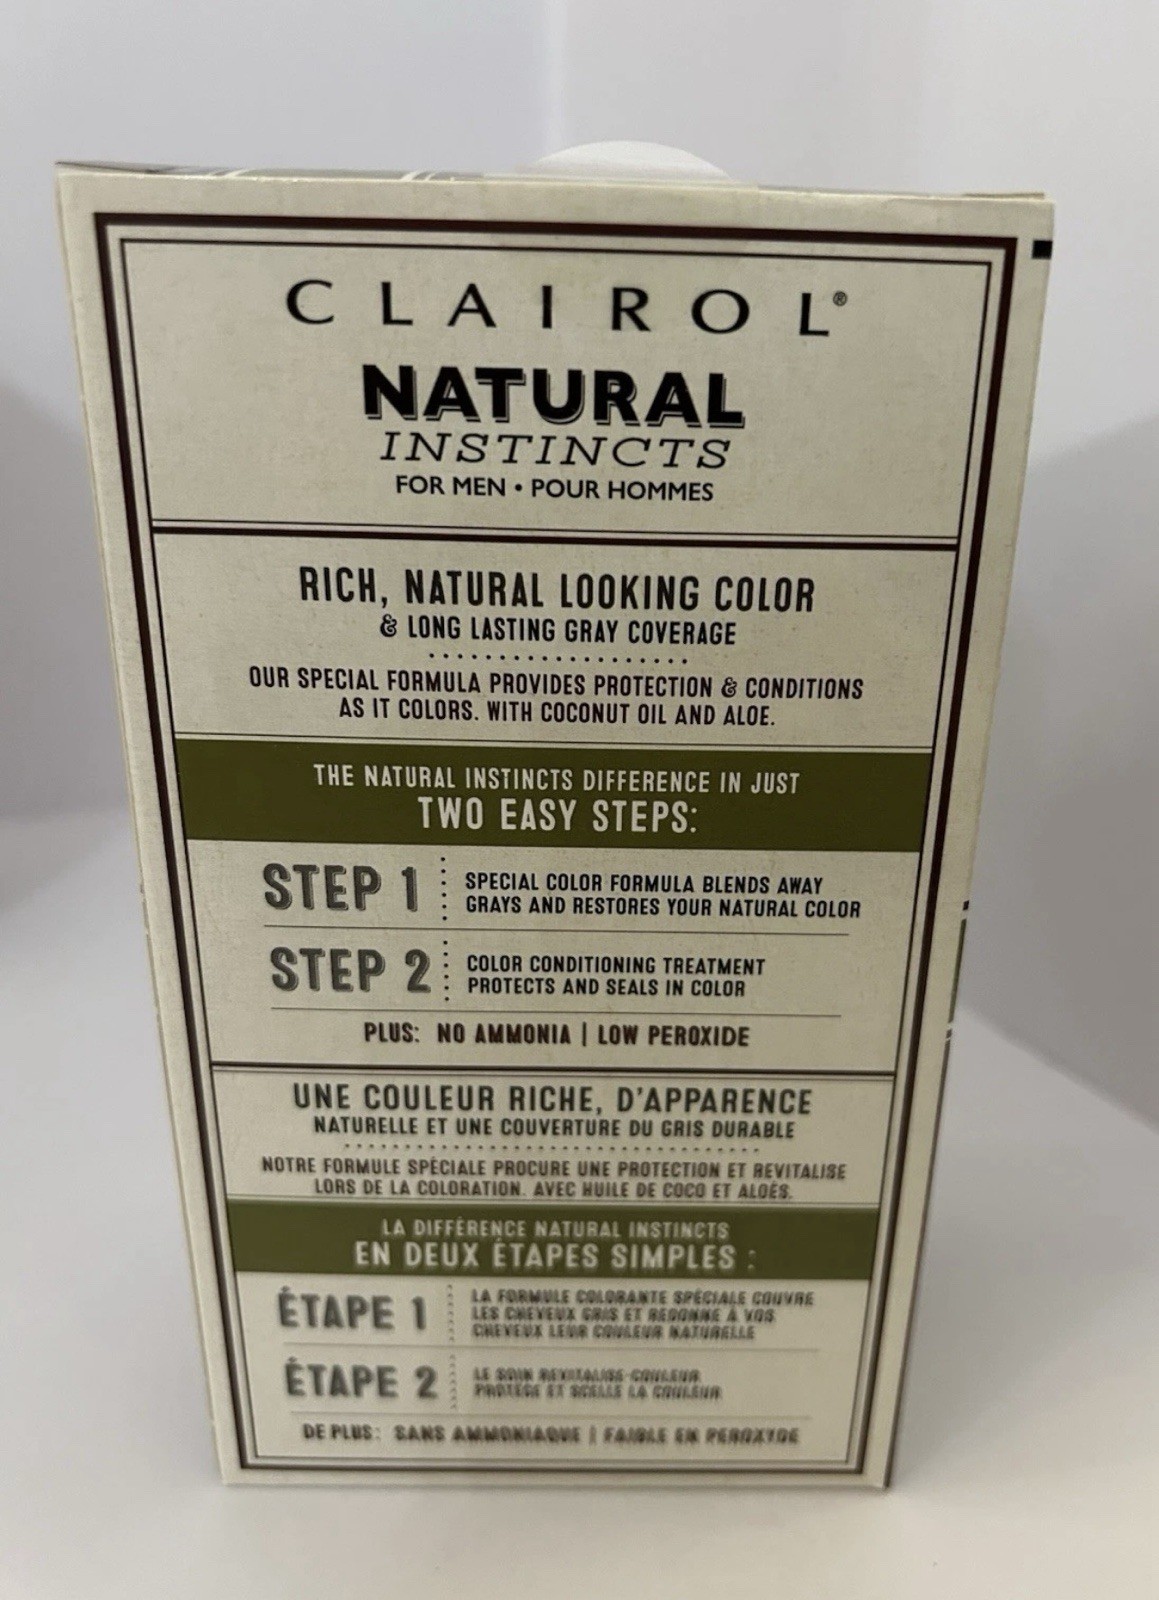 CLAIROL®
NATURAL
INSTINCTS
FOR MEN • POUR HOMMES
RICH, NATURAL LOOKING COLOR
& LONG LASTING GRAY COVERAGE
OUR SPECIAL FORMULA PROVIDES PROTECTION & CONDITIONS
AS IT COLORS. WITH COCONUT OIL AND ALOE.
THE NATURAL INSTINCTS DIFFERENCE IN JUST
TWO EASY STEPS:
STEP 1
SPECIAL COLOR FORMULA BLENDS AWAY
GRAYS AND RESTORES YOUR NATURAL COLOR
STEP 2
COLOR CONDITIONING TREATMENT
PROTECTS AND SEALS IN COLOR
PLUS: NO AMMONIA | LOW PEROXIDE
UNE COULEUR RICHE, D'APPARENCE
NATURELLE ET UNE COUVERTURE DU GRIS DURABLE
NOTRE FORMULE SPÉCIALE PROCURE UNE PROTECTION ET REVITALISE
LORS DE LA COLORATION. AVEC HUILE DE COCO ET ALOÈS.
LA DIFFÉRENCE NATURAL INSTINCTS
EN DEUX ÉTAPES SIMPLES :
ÉTAPE 1
LA FORMULE COLORANTE SPÉCIALE COUVRE
LES CHEVEUX GRIS ET REDONNE À VOS
CHEVEUX LEUR COULEUR NATURELLE
ÉTAPE 2
LE SOIN REVITALISE-COULEUR
PROTÈGE ET SCELLE LA COULEUR
DE PLUS: SANS AMMONIAQUE | FAIBLE EN PEROXYDE